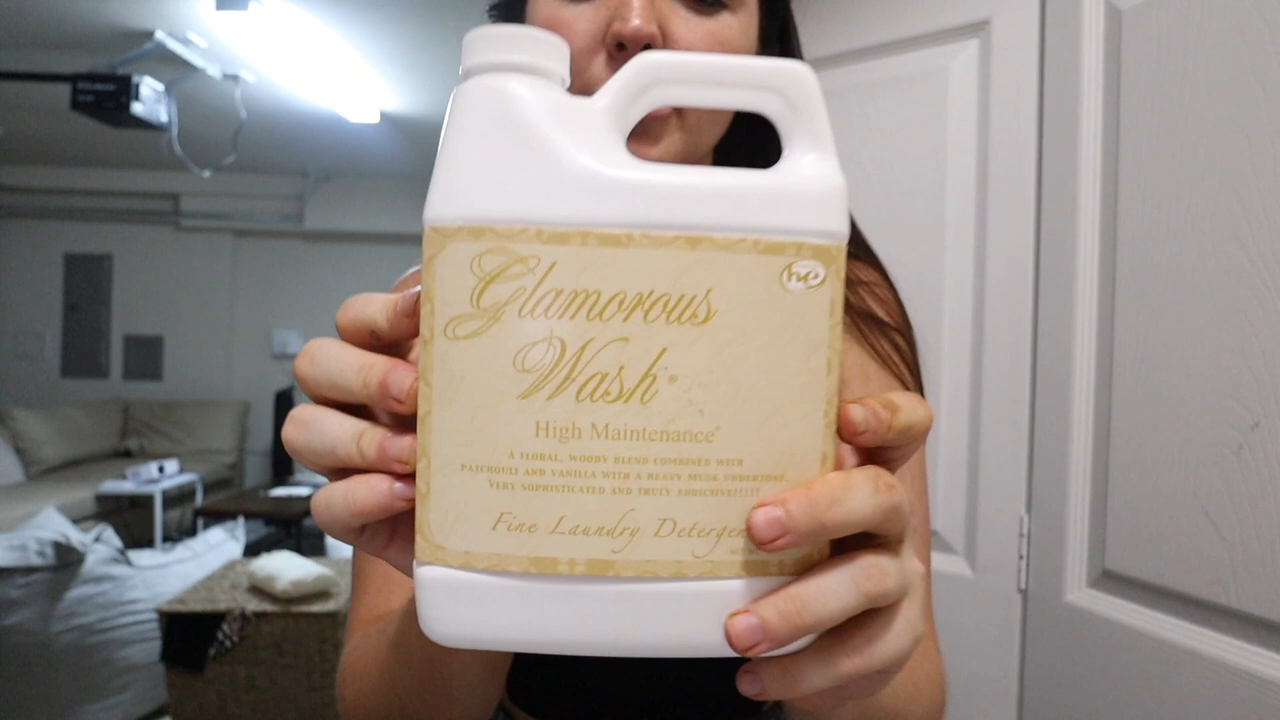 Glamorous
he
Wash®
High Maintenance®
A FLORAL, WOODY BLEND COMBINED WITH
PATCHOULI AND VANILLA WITH A HEAVY MUSK UNDERTONE.
VERY SOPHISTICATED AND TRULY ADDICTIVE!!!!!
Fine Laundry Deterge